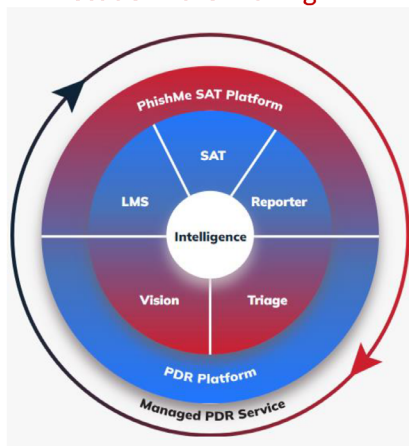 PhishMe SAT Platform
SAT
LMS
Reporter
Intelligence
Vision
Triage
PDR Platform
Managed PDR Service